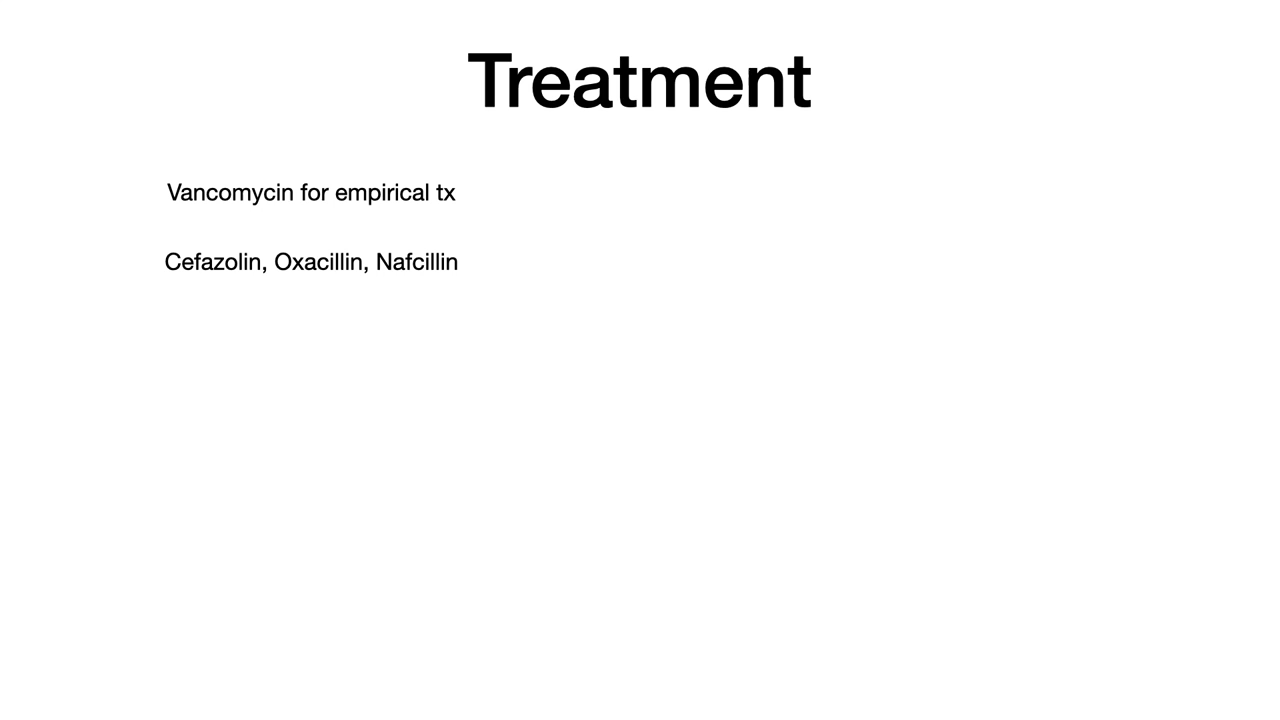 Treatment
Vancomycin for empirical tx
Cefazolin, Oxacillin, Nafcillin